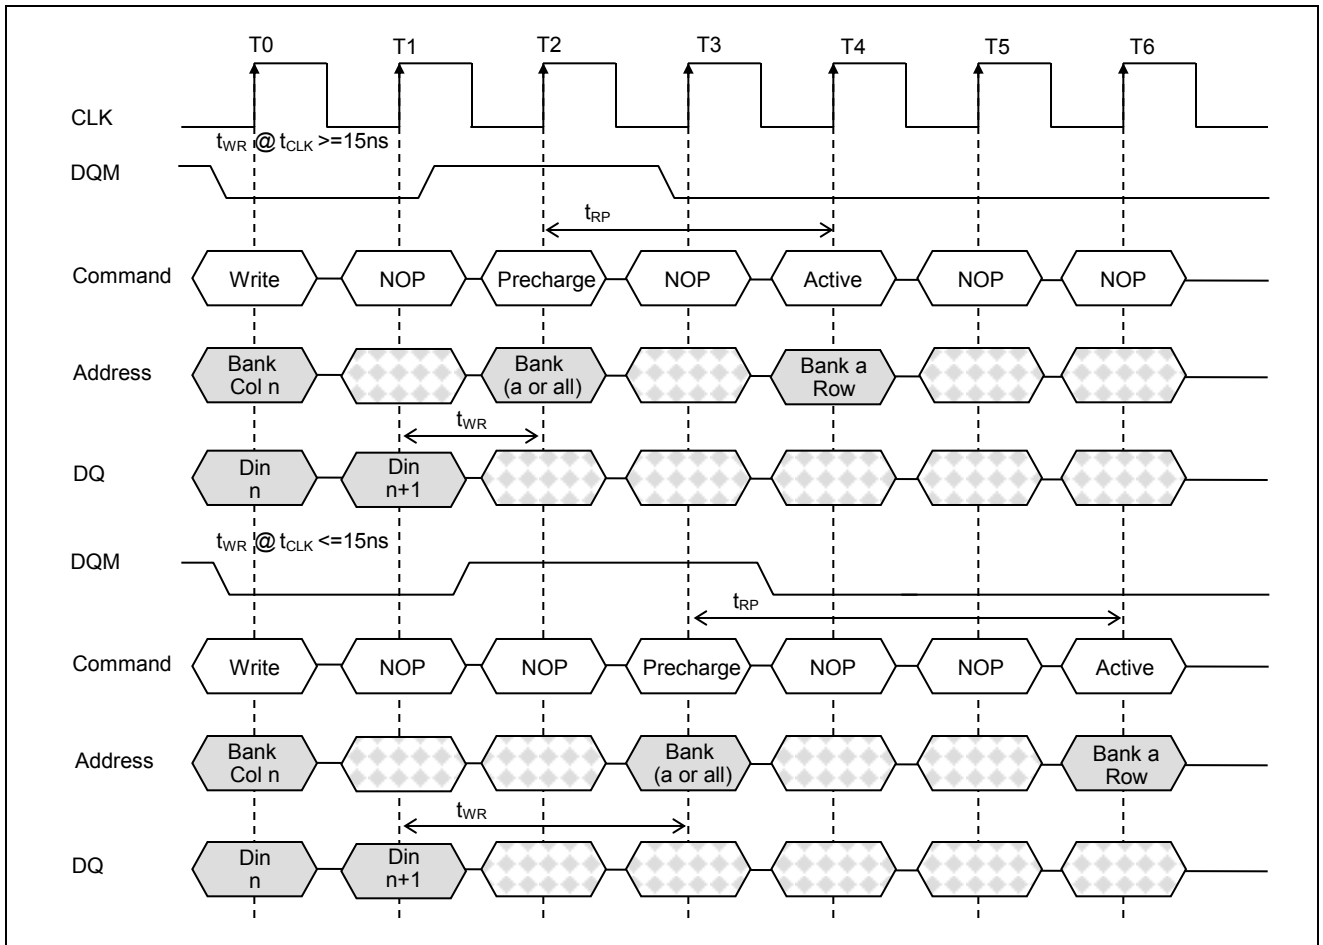 T0 T1 T2 T3 T4 T5 T6
CLK
tWR @ tCLK >=15ns
DQM
tRP
Command Write NOP Precharge NOP Active NOP NOP
Address Bank Col n Bank (a or all) Bank a Row
tWR
DQ Din n Din n+1
tWR @ tCLK <=15ns
DQM
tRP
Command Write NOP NOP Precharge NOP NOP Active
Address Bank Col n Bank (a or all) Bank a Row
tWR
DQ Din n Din n+1